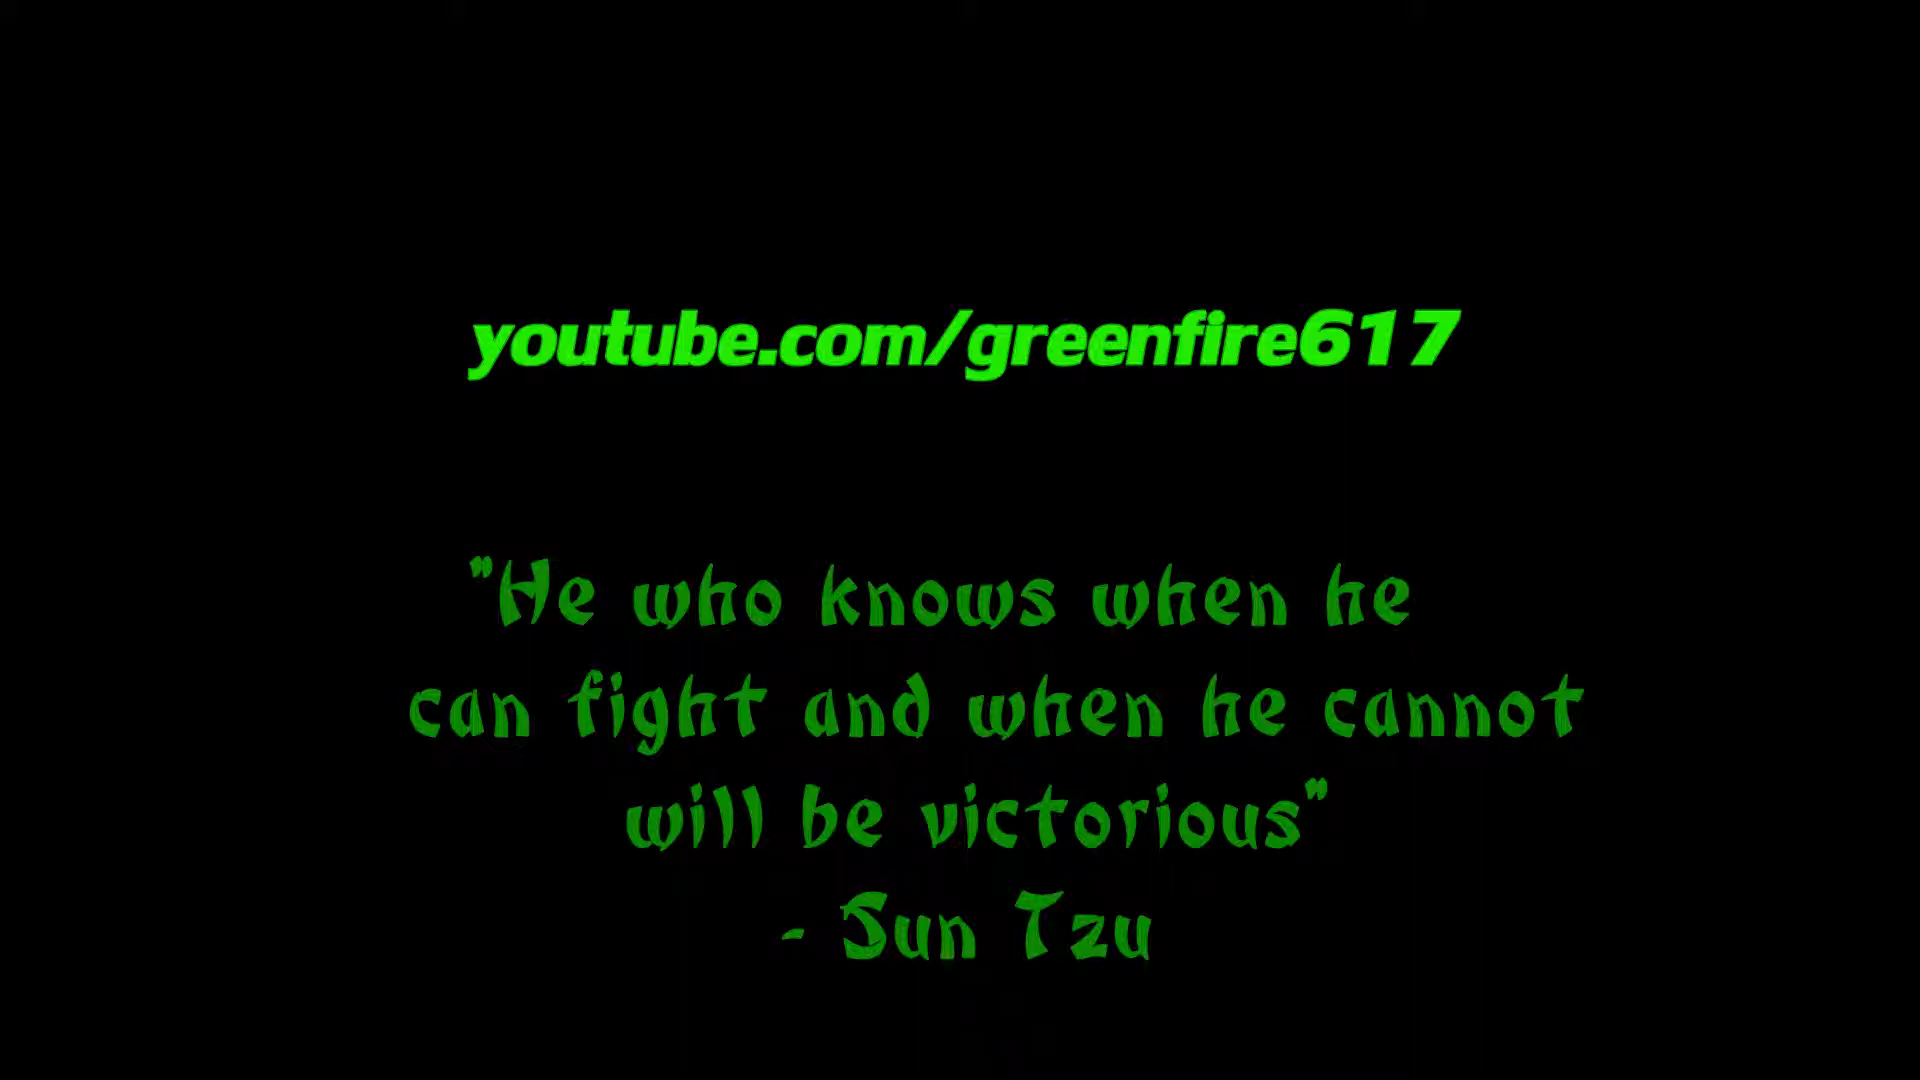 youtube.com/greenfire617
"He who knows when he
can fight and when he cannot
will be victorious"
- Sun Tzu